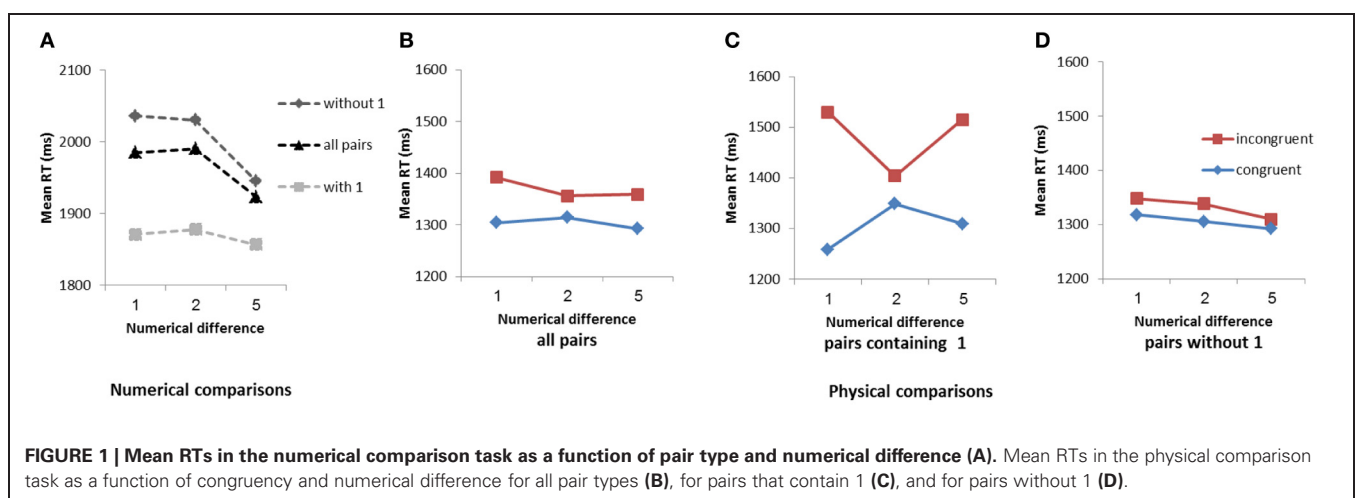 A
2100
2000
1900
1800
Mean RT (ms)
1 2 5
Numerical difference
without 1
all pairs
with 1
Numerical comparisons
B
1600
1500
1400
1300
1200
Mean RT (ms)
1 2 5
Numerical difference
all pairs
C
1600
1500
1400
1300
1200
Mean RT (ms)
1 2 5
Numerical difference
pairs containing 1
Physical comparisons
D
1600
1500
1400
1300
1200
Mean RT (ms)
1 2 5
Numerical difference
pairs without 1
incongruent
congruent
FIGURE 1 | Mean RTs in the numerical comparison task as a function of pair type and numerical difference (A). Mean RTs in the physical comparison
task as a function of congruency and numerical difference for all pair types (B), for pairs that contain 1 (C), and for pairs without 1 (D).